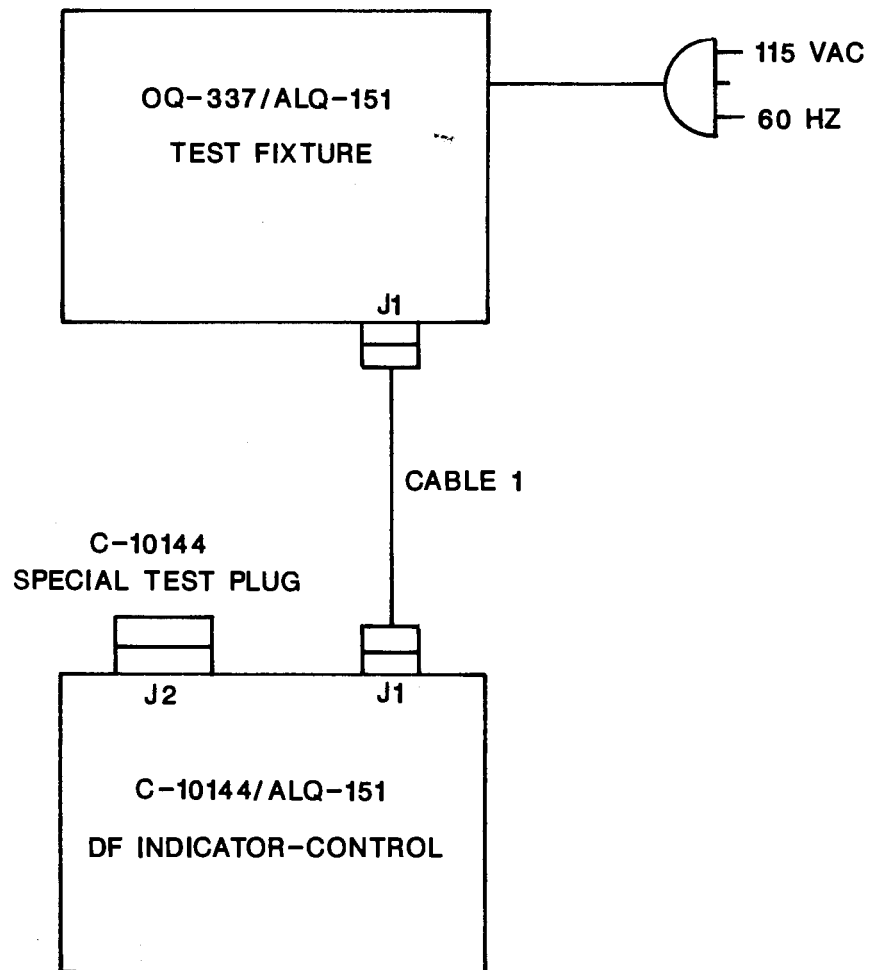 OQ-337/ALQ-151
TEST FIXTURE
115 VAC
60 HZ
J1
CABLE 1
C-10144
SPECIAL TEST PLUG
J2
J1
C-10144/ALQ-151
DF INDICATOR-CONTROL